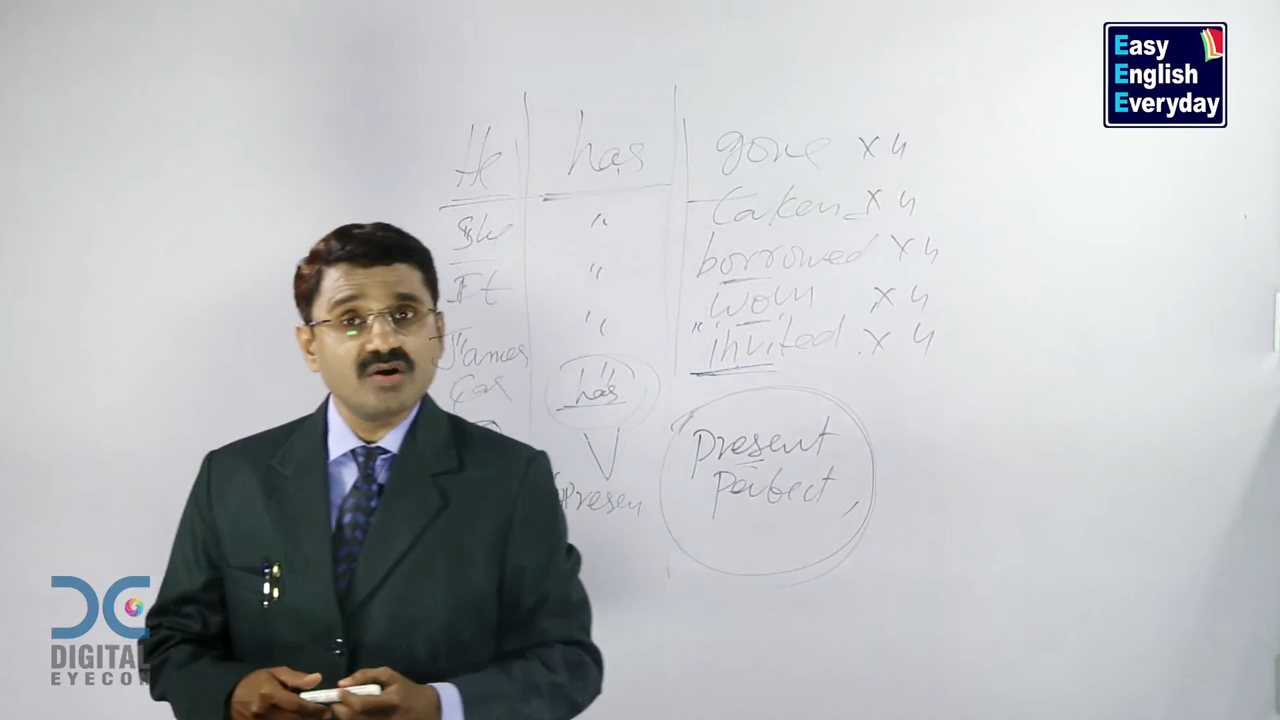 Easy
English
Everyday
He has gone x 4
She " taken x 4
It " borrowed x 4
" won x 4
James " invited. x 4
has
Present
Perfect,
Presen
DIGITAL
EYECON